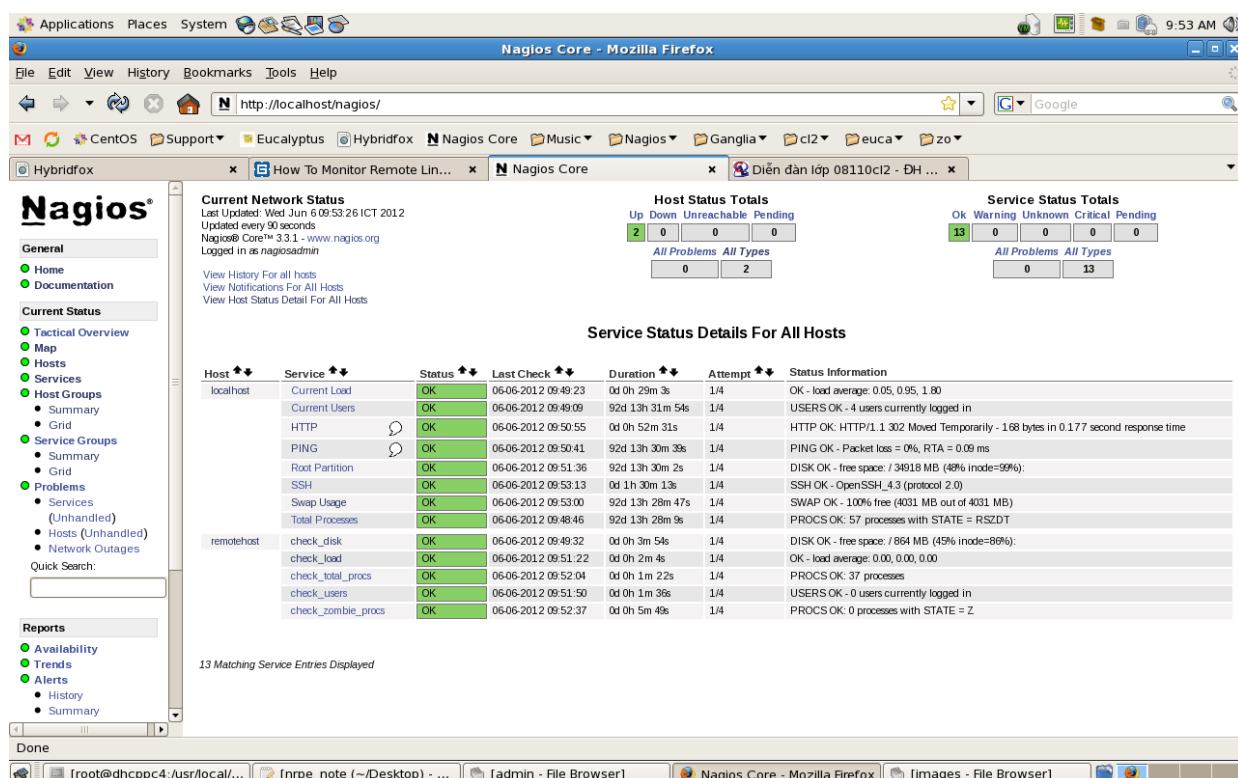 Applications Places System 9:53 AM
Nagios Core - Mozilla Firefox
File Edit View History Bookmarks Tools Help
http://localhost/nagios/ Google
CentOS Support Eucalyptus Hybridfox Nagios Core Music Nagios Ganglia cl2 euca zo
Hybridfox How To Monitor Remote Lin... Nagios Core Diễn đàn lớp 08110cl2 - ĐH ...
Nagios®
General
Home
Documentation
Current Status
Tactical Overview
Map
Hosts
Services
Host Groups
Summary
Grid
Service Groups
Summary
Grid
Problems
Services
(Unhandled)
Hosts (Unhandled)
Network Outages
Quick Search:
Reports
Availability
Trends
Alerts
History
Summary
Current Network Status
Last Updated: Wed Jun 6 09:53:26 ICT 2012
Updated every 90 seconds
Nagios® Core™ 3.3.1 - www.nagios.org
Logged in as nagiosadmin
View History For all hosts
View Notifications For All Hosts
View Host Status Detail For All Hosts
Host Status Totals
Up Down Unreachable Pending
2 0 0 0
All Problems All Types
0 2
Service Status Totals
Ok Warning Unknown Critical Pending
13 0 0 0 0
All Problems All Types
0 13
Service Status Details For All Hosts
Host Service Status Last Check Duration Attempt Status Information
localhost Current Load OK 06-06-2012 09:49:23 0d 0h 29m 3s 1/4 OK - load average: 0.05, 0.95, 1.80
Current Users OK 06-06-2012 09:49:09 92d 13h 31m 54s 1/4 USERS OK - 4 users currently logged in
HTTP OK 06-06-2012 09:50:55 0d 0h 52m 31s 1/4 HTTP OK: HTTP/1.1 302 Moved Temporarily - 168 bytes in 0.177 second response time
PING OK 06-06-2012 09:50:41 92d 13h 30m 39s 1/4 PING OK - Packet loss = 0%, RTA = 0.09 ms
Root Partition OK 06-06-2012 09:51:36 92d 13h 30m 2s 1/4 DISK OK - free space: / 34918 MB (48% inode=99%):
SSH OK 06-06-2012 09:53:13 0d 1h 30m 13s 1/4 SSH OK - OpenSSH_4.3 (protocol 2.0)
Swap Usage OK 06-06-2012 09:53:00 92d 13h 28m 47s 1/4 SWAP OK - 100% free (4031 MB out of 4031 MB)
Total Processes OK 06-06-2012 09:48:46 92d 13h 28m 9s 1/4 PROCS OK: 57 processes with STATE = RSZDT
remotehost check_disk OK 06-06-2012 09:49:32 0d 0h 3m 54s 1/4 DISK OK - free space: / 864 MB (45% inode=86%):
check_load OK 06-06-2012 09:51:22 0d 0h 2m 4s 1/4 OK - load average: 0.00, 0.00, 0.00
check_total_procs OK 06-06-2012 09:52:04 0d 0h 1m 22s 1/4 PROCS OK: 37 processes
check_users OK 06-06-2012 09:51:50 0d 0h 1m 36s 1/4 USERS OK - 0 users currently logged in
check_zombie_procs OK 06-06-2012 09:52:37 0d 0h 5m 49s 1/4 PROCS OK: 0 processes with STATE = Z
13 Matching Service Entries Displayed
Done
[root@dhcppc4:/usr/local/... [nrpe_note (~/Desktop) - ... [admin - File Browser] Nagios Core - Mozilla Firefox [images - File Browser]